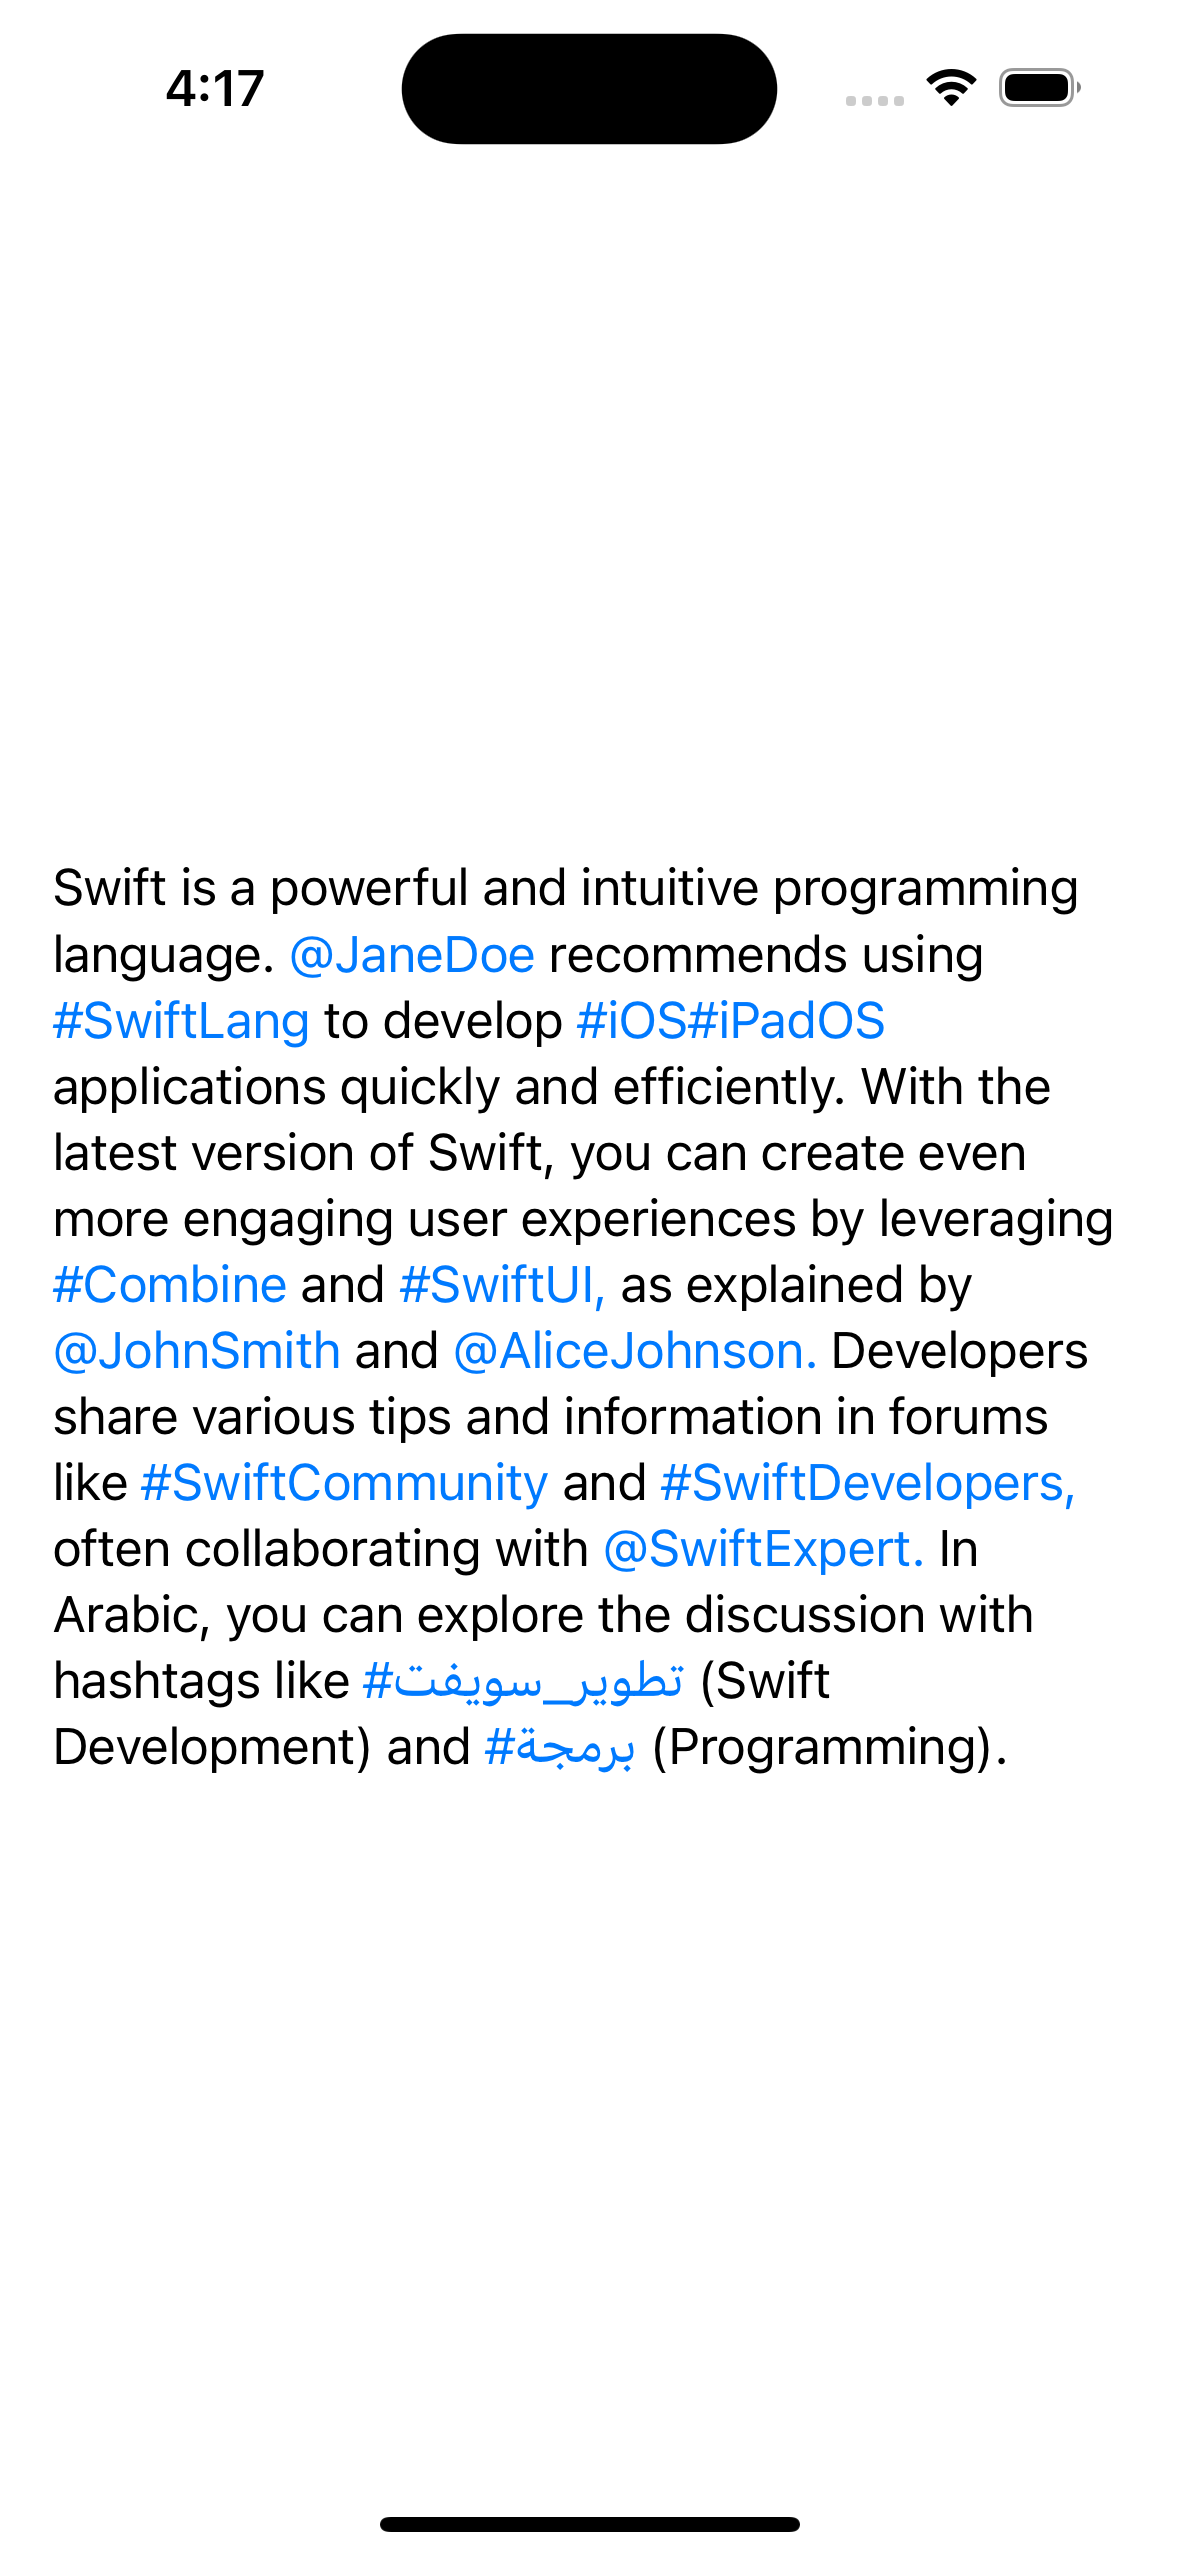 4:17
Swift is a powerful and intuitive programming
language. @JaneDoe recommends using
#SwiftLang to develop #iOS#iPadOS
applications quickly and efficiently. With the
latest version of Swift, you can create even
more engaging user experiences by leveraging
#Combine and #SwiftUI, as explained by
@JohnSmith and @AliceJohnson. Developers
share various tips and information in forums
like #SwiftCommunity and #SwiftDevelopers,
often collaborating with @SwiftExpert. In
Arabic, you can explore the discussion with
hashtags like #تطوير_سويفت (Swift
Development) and #برمجة (Programming).